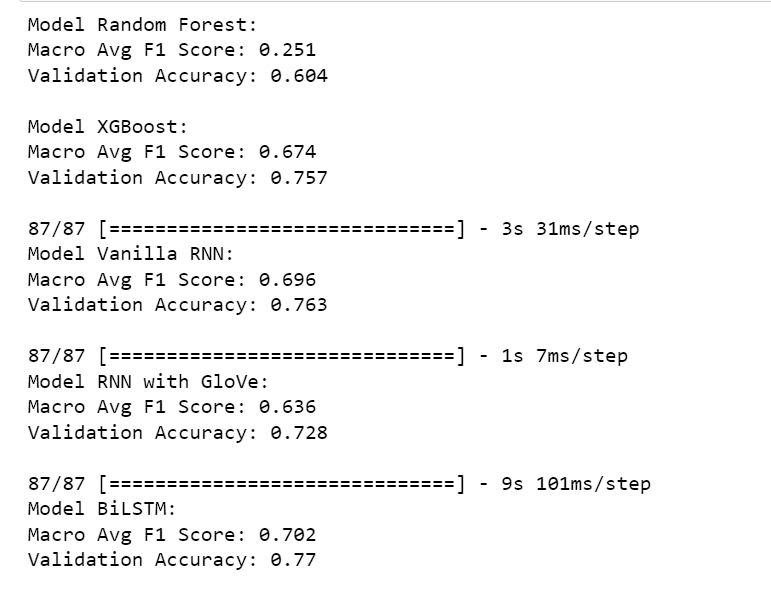 Model Random Forest:
Macro Avg F1 Score: 0.251
Validation Accuracy: 0.604
Model XGBoost:
Macro Avg F1 Score: 0.674
Validation Accuracy: 0.757
87/87 [==============================] - 3s 31ms/step
Model Vanilla RNN:
Macro Avg F1 Score: 0.696
Validation Accuracy: 0.763
87/87 [==============================] - 1s 7ms/step
Model RNN with GloVe:
Macro Avg F1 Score: 0.636
Validation Accuracy: 0.728
87/87 [==============================] - 9s 101ms/step
Model BiLSTM:
Macro Avg F1 Score: 0.702
Validation Accuracy: 0.77